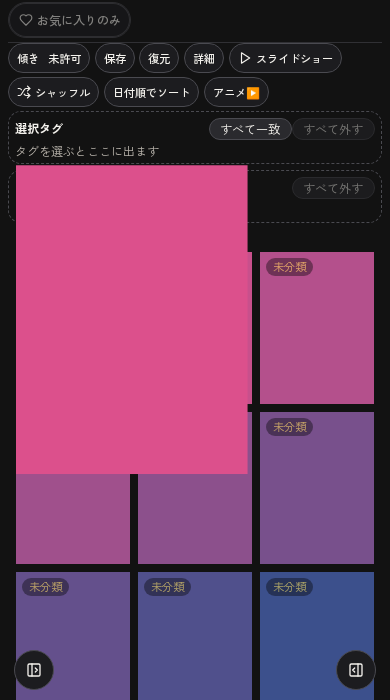 お気に入りのみ
傾き 未許可 保存 復元 詳細 スライドショー
シャッフル 日付順でソート アニメ▶️
選択タグ すべて一致 すべて外す
タグを選ぶとここに出ます
すべて外す
未分類
未分類
未分類 未分類 未分類